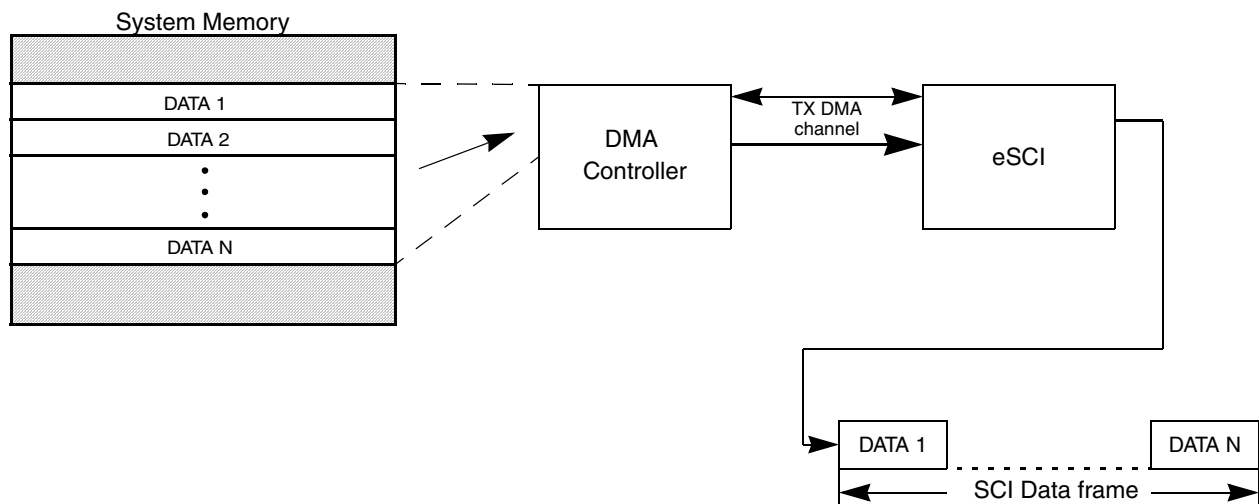 System Memory
DATA 1
DATA 2
DATA N
DMA
Controller
TX DMA
channel
eSCI
DATA 1
DATA N
SCI Data frame